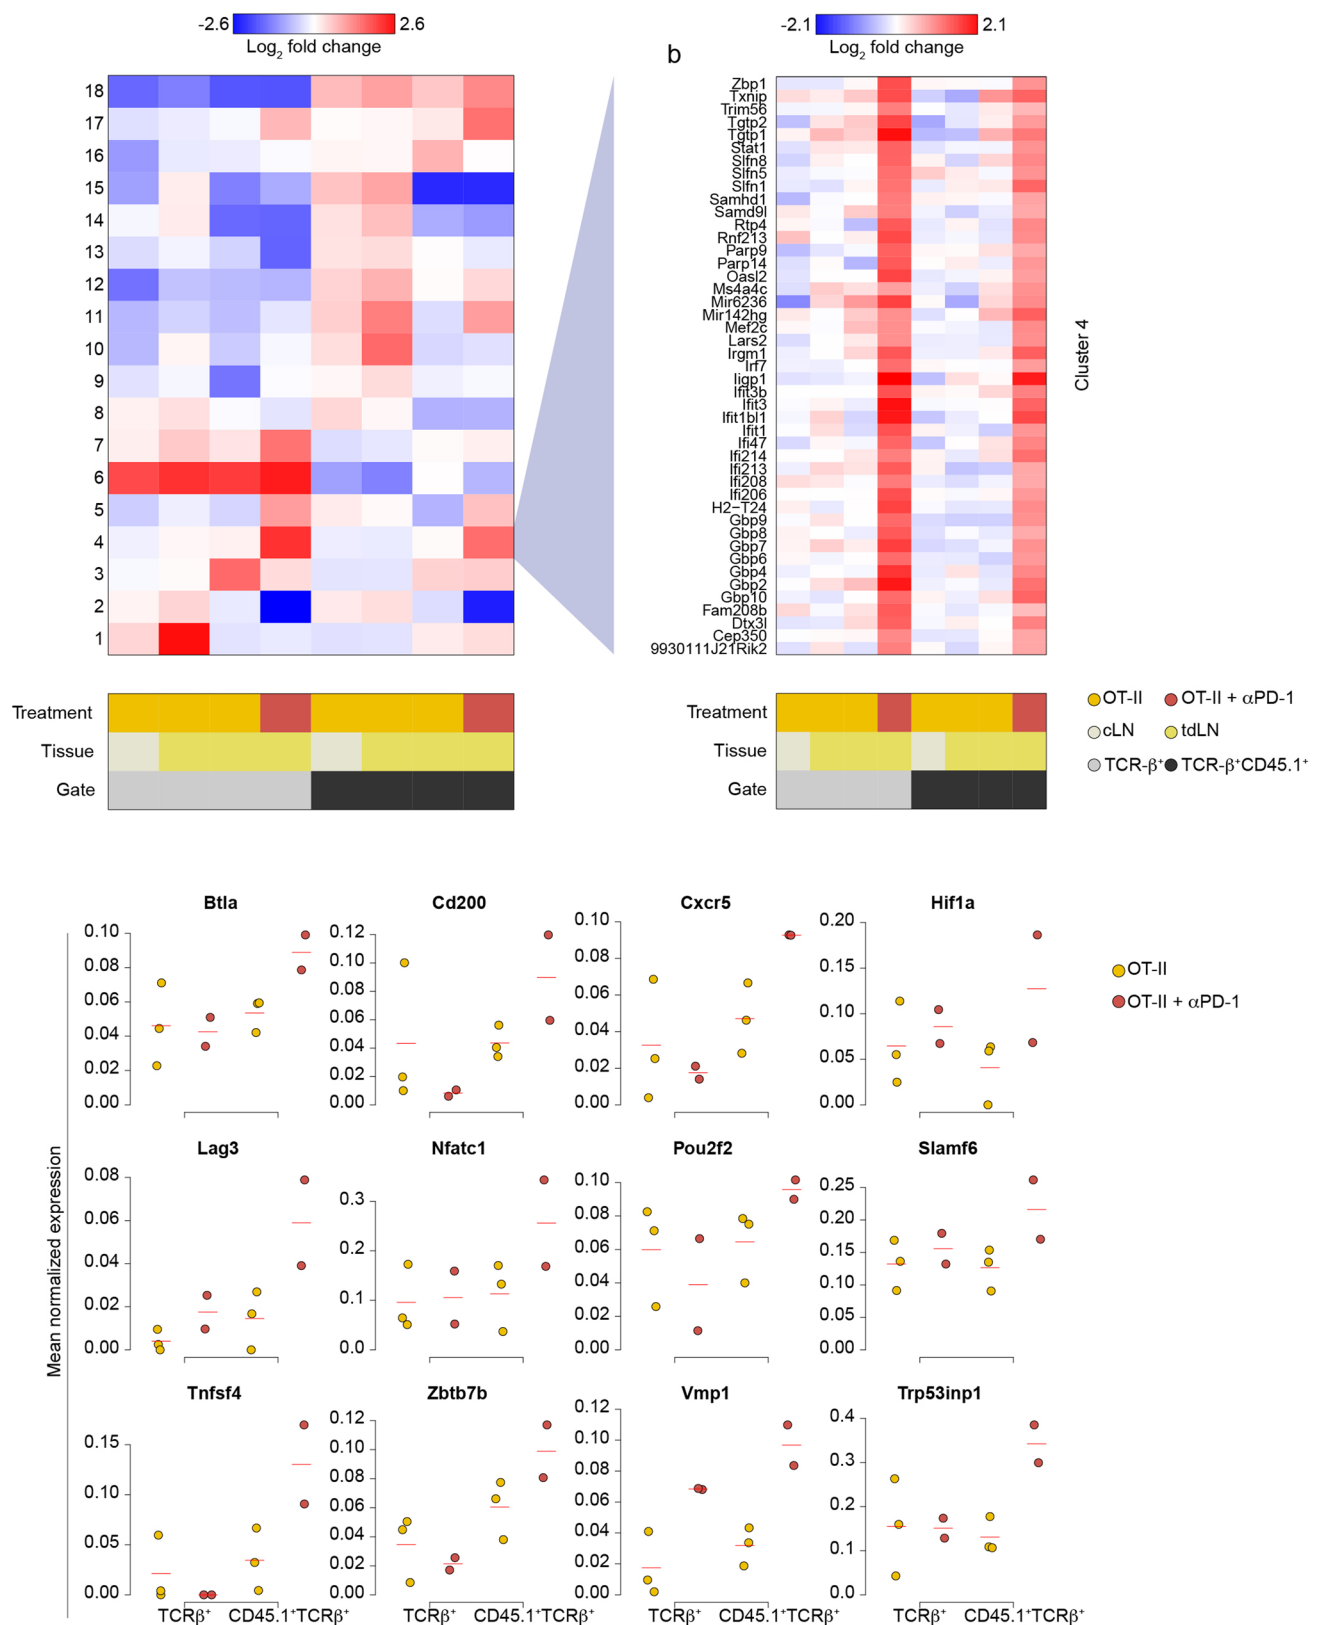 -2.6 2.6
Log2 fold change
18
17
16
15
14
13
12
11
10
9
8
7
6
5
4
3
2
1
Treatment
Tissue
Gate
b
-2.1 2.1
Log2 fold change
Zbp1
Txnip
Trim56
Tgtp2
Tgtp1
Stat1
Slfn8
Slfn5
Slfn1
Samhd1
Samd9l
Rtp4
Rnf213
Parp9
Parp14
Oasl2
Ms4a4c
Mir6236
Mir142hg
Mef2c
Lars2
Irgm1
Irf7
Iigp1
Ifit3b
Ifit3
Ifit1bl1
Ifit1
Ifi47
Ifi214
Ifi213
Ifi208
Ifi206
H2−T24
Gbp9
Gbp8
Gbp7
Gbp6
Gbp4
Gbp2
Gbp10
Fam208b
Dtx3l
Cep350
9930111J21Rik2
Cluster 4
Treatment
Tissue
Gate
OT-II OT-II + αPD-1
cLN tdLN
TCR-β+ TCR-β+CD45.1+
Mean normalized expression
Btla
0.10
0.08
0.06
0.04
0.02
0.00
Cd200
0.12
0.10
0.08
0.06
0.04
0.02
0.00
Cxcr5
0.10
0.08
0.06
0.04
0.02
0.00
Hif1a
0.20
0.15
0.10
0.05
0.00
OT-II
OT-II + αPD-1
Lag3
0.08
0.06
0.04
0.02
0.00
Nfatc1
0.3
0.2
0.1
0.0
Pou2f2
0.10
0.08
0.06
0.04
0.02
0.00
Slamf6
0.25
0.20
0.15
0.10
0.05
0.00
Tnfsf4
0.15
0.10
0.05
0.00
TCRβ+ CD45.1+TCRβ+
Zbtb7b
0.12
0.10
0.08
0.06
0.04
0.02
0.00
TCRβ+ CD45.1+TCRβ+
Vmp1
0.12
0.10
0.08
0.06
0.04
0.02
0.00
TCRβ+ CD45.1+TCRβ+
Trp53inp1
0.4
0.3
0.2
0.1
0.0
TCRβ+ CD45.1+TCRβ+